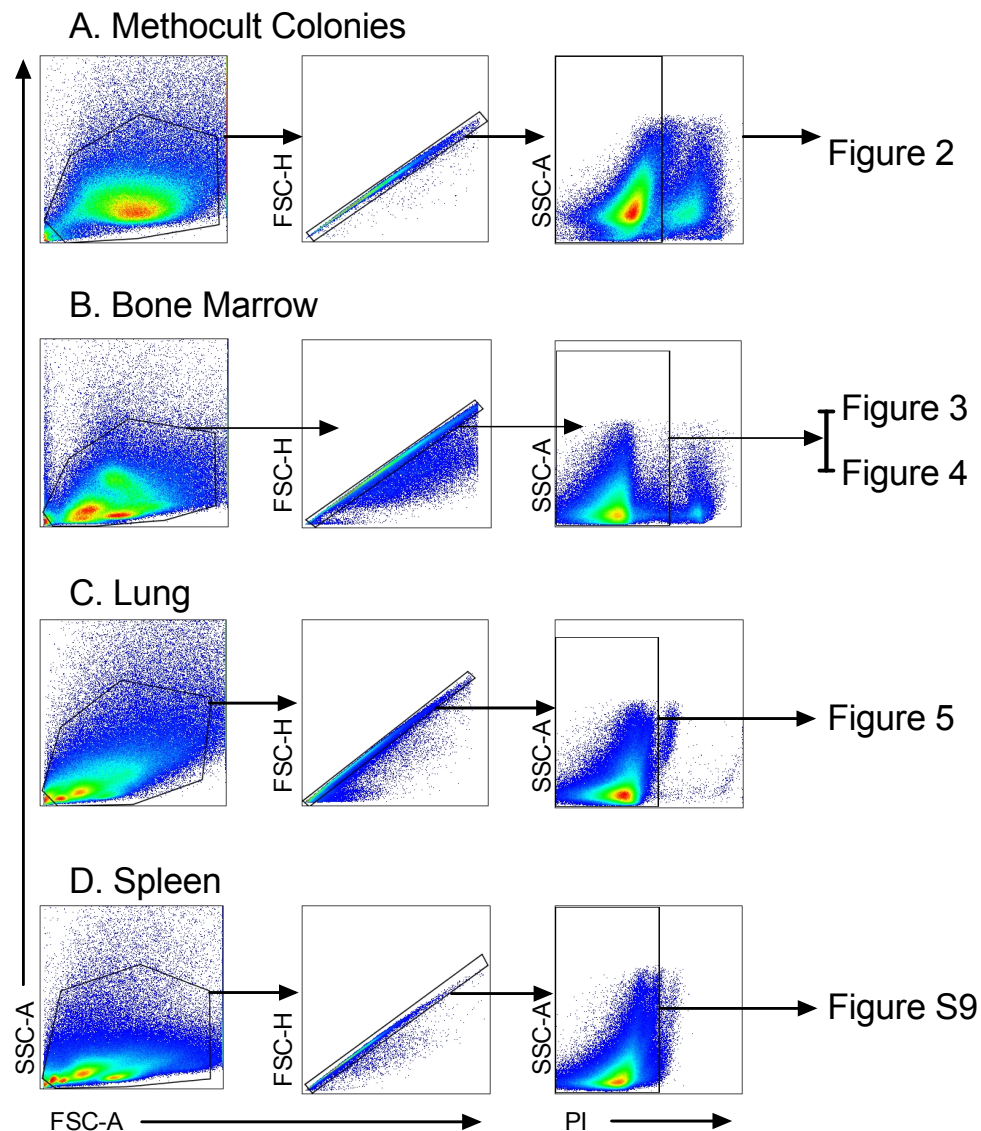 A. Methocult Colonies
FSC-H
SSC-A
Figure 2
B. Bone Marrow
FSC-H
SSC-A
Figure 3
Figure 4
C. Lung
FSC-H
SSC-A
Figure 5
D. Spleen
SSC-A
FSC-H
SSC-A
Figure S9
FSC-A
PI